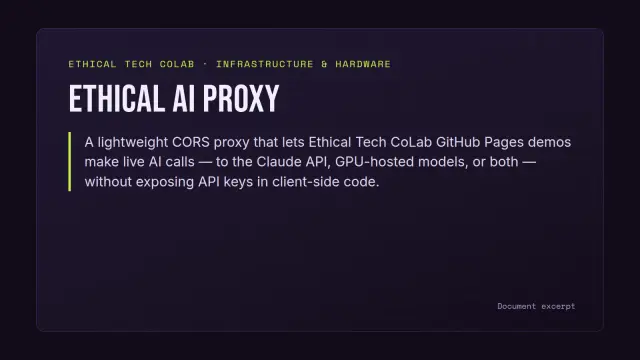 ETHICAL TECH COLAB · INFRASTRUCTURE & HARDWARE
ETHICAL AI PROXY
A lightweight CORS proxy that lets Ethical Tech CoLab GitHub Pages demos
make live AI calls — to the Claude API, GPU-hosted models, or both —
without exposing API keys in client-side code.
Document excerpt